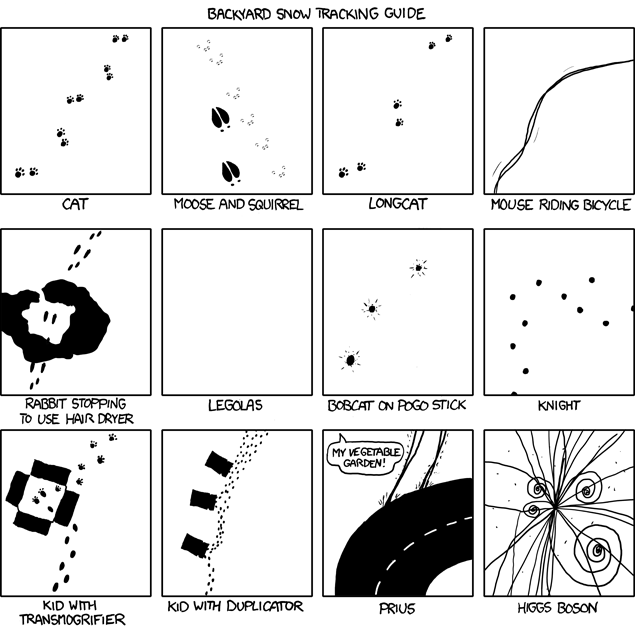 BACKYARD SNOW TRACKING GUIDE
CAT
MOOSE AND SQUIRREL
LONGCAT
MOUSE RIDING BICYCLE
RABBIT STOPPING
TO USE HAIR DRYER
LEGOLAS
BOBCAT ON POGO STICK
KNIGHT
MY VEGETABLE
GARDEN!
KID WITH
TRANSMOGRIFIER
KID WITH DUPLICATOR
PRIUS
HIGGS BOSON